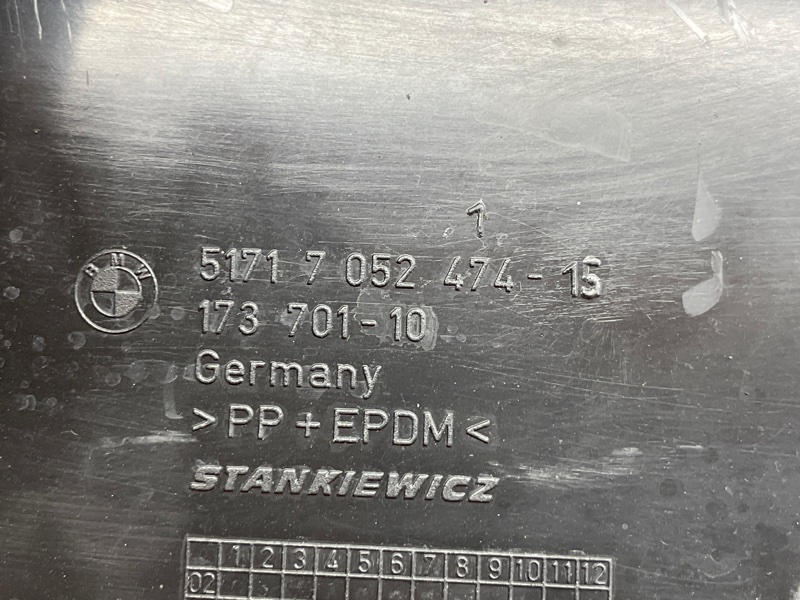 1
BMW
5171 7 052 474-15
173 701-10
Germany
>PP+EPDM<
STANKIEWICZ
1 2 3 4 5 6 7 8 9 10 11 12
02